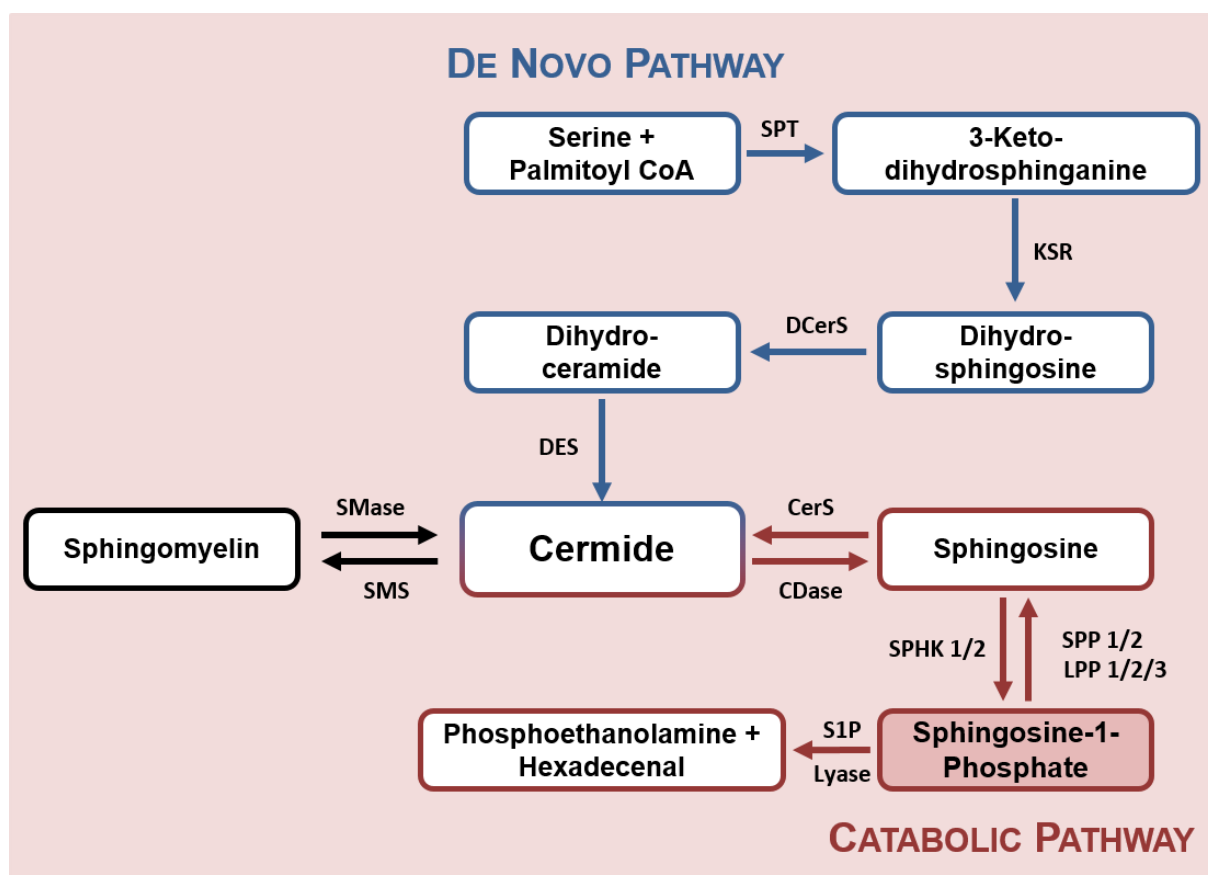 DE NOVO PATHWAY
Serine +
Palmitoyl CoA
SPT
3-Keto-
dihydrosphinganine
KSR
Dihydro-
ceramide
DCerS
Dihydro-
sphingosine
DES
Sphingomyelin
SMase
SMS
Cermide
CerS
CDase
Sphingosine
SPHK 1/2
SPP 1/2
LPP 1/2/3
Phosphoethanolamine +
Hexadecenal
S1P
Lyase
Sphingosine-1-
Phosphate
CATABOLIC PATHWAY